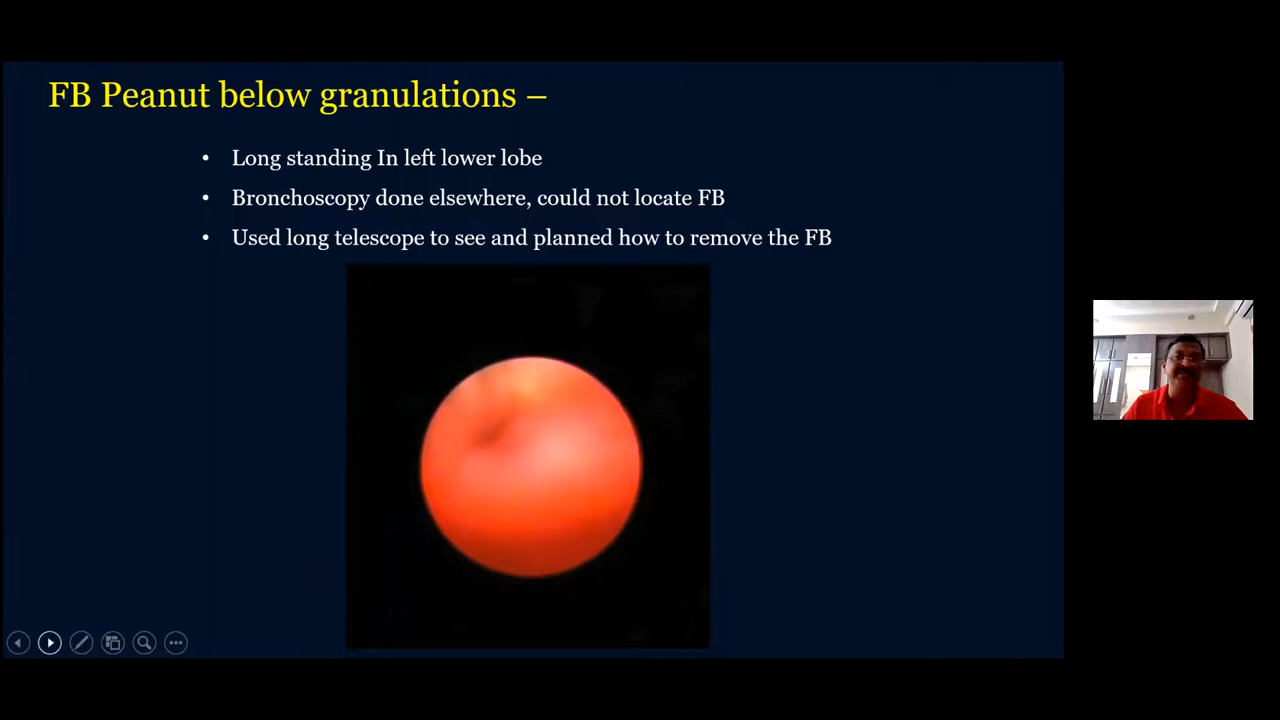 FB Peanut below granulations –
• Long standing In left lower lobe
• Bronchoscopy done elsewhere, could not locate FB
• Used long telescope to see and planned how to remove the FB